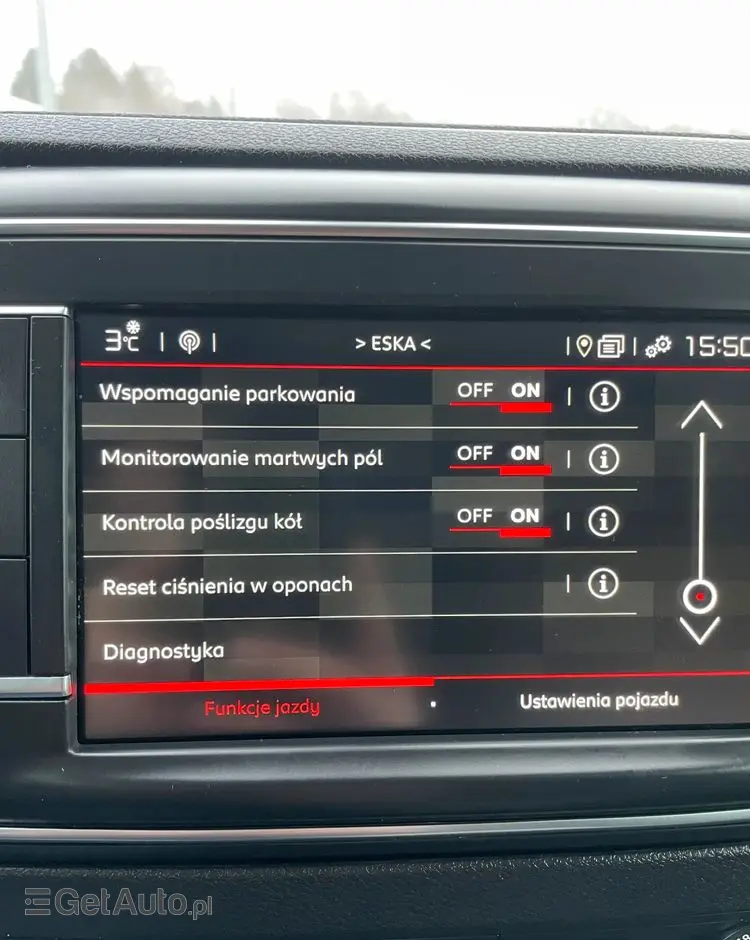 3°C
> ESKA <
15:50
Wspomaganie parkowania OFF ON
Monitorowanie martwych pól OFF ON
Kontrola poślizgu kół OFF ON
Reset ciśnienia w oponach
Diagnostyka
Funkcje jazdy
Ustawienia pojazdu
GetAuto.pl